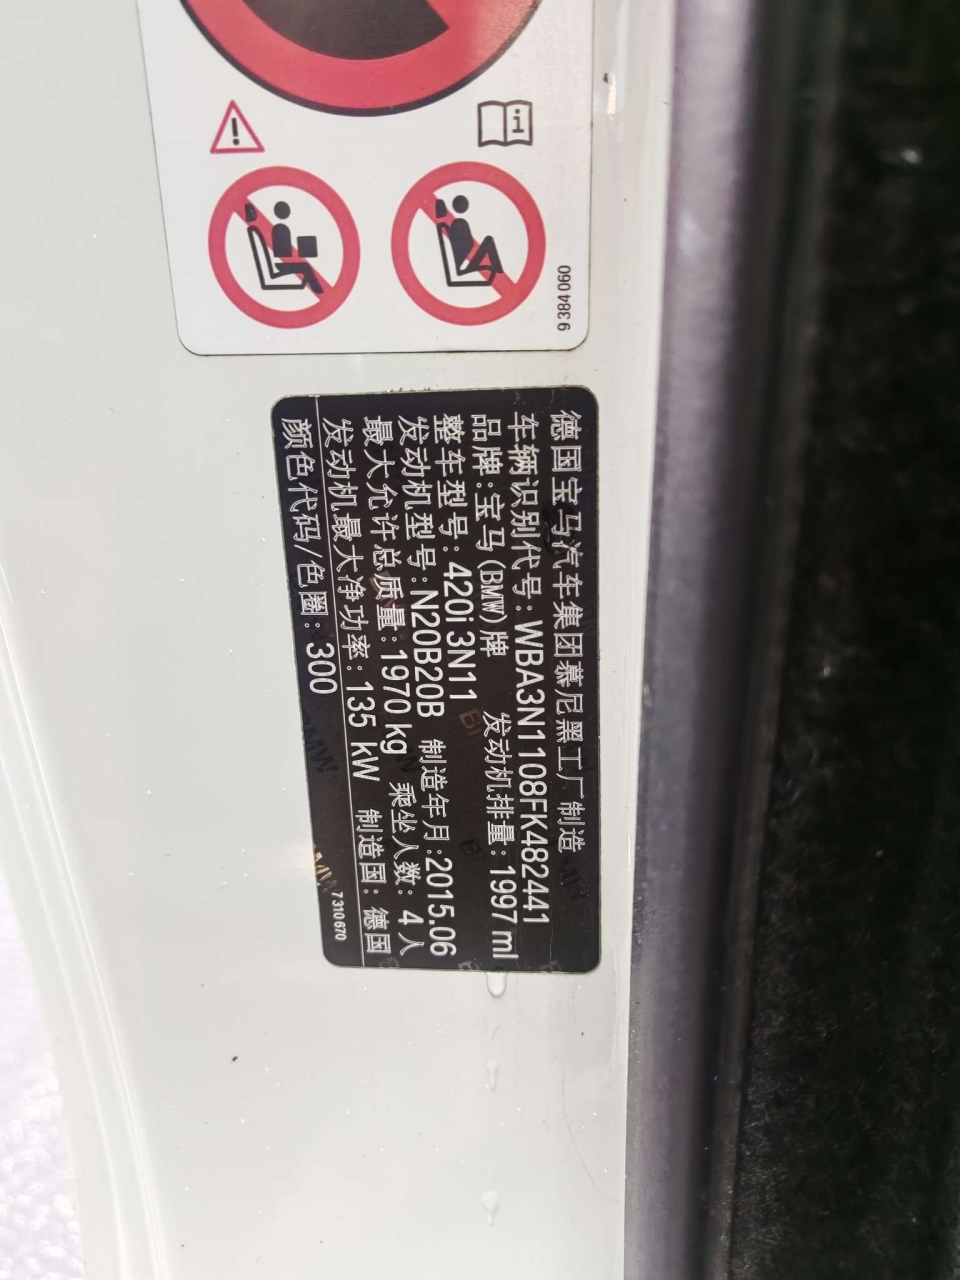 9 384 060
德国宝马汽车集团慕尼黑工厂制造
车辆识别代号: WBA3N1108FK482441
品牌:宝马(BMW)牌 发动机排量: 1997 ml
整车型号: 420i 3N11
发动机型号: N20B20B 制造年月:2015.06
最大允许总质量: 1970 kg 乘坐人数: 4 人
发动机最大净功率: 135 kW 制造国: 德国
颜色代码/色圈: 300
7 310 670